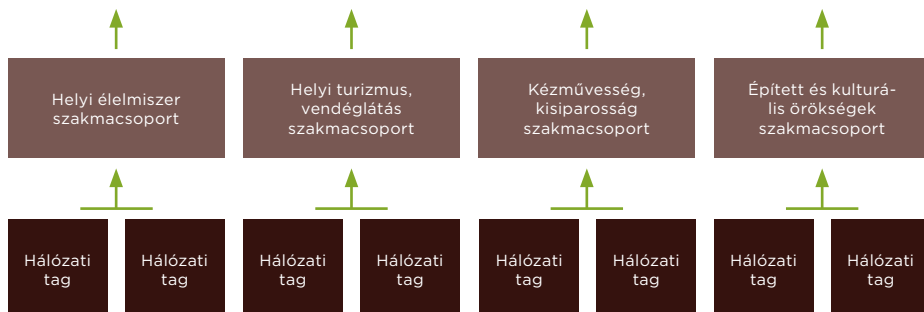 Helyi élelmiszer
szakmacsoport
Helyi turizmus,
vendéglátás
szakmacsoport
Kézművesség,
kisiparosság
szakmacsoport
Épített és kulturá-
lis örökségek
szakmacsoport
Hálózati
tag
Hálózati
tag
Hálózati
tag
Hálózati
tag
Hálózati
tag
Hálózati
tag
Hálózati
tag
Hálózati
tag